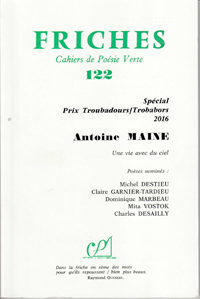 FRICHES
Cahiers de Poésie Verte
122
Spécial
Prix Troubadours/Trobadors
2016
Antoine MAINE
Une vie avec du ciel
Poètes nominés :
Michel DESTIEU
Claire GARNIER-TARDIEU
Dominique MARBEAU
Mita VOSTOK
Charles DESAILLY
Dans la friche on sème des mots
pour qu'ils repoussent / bien plus beaux
RAYMOND QUENEAU